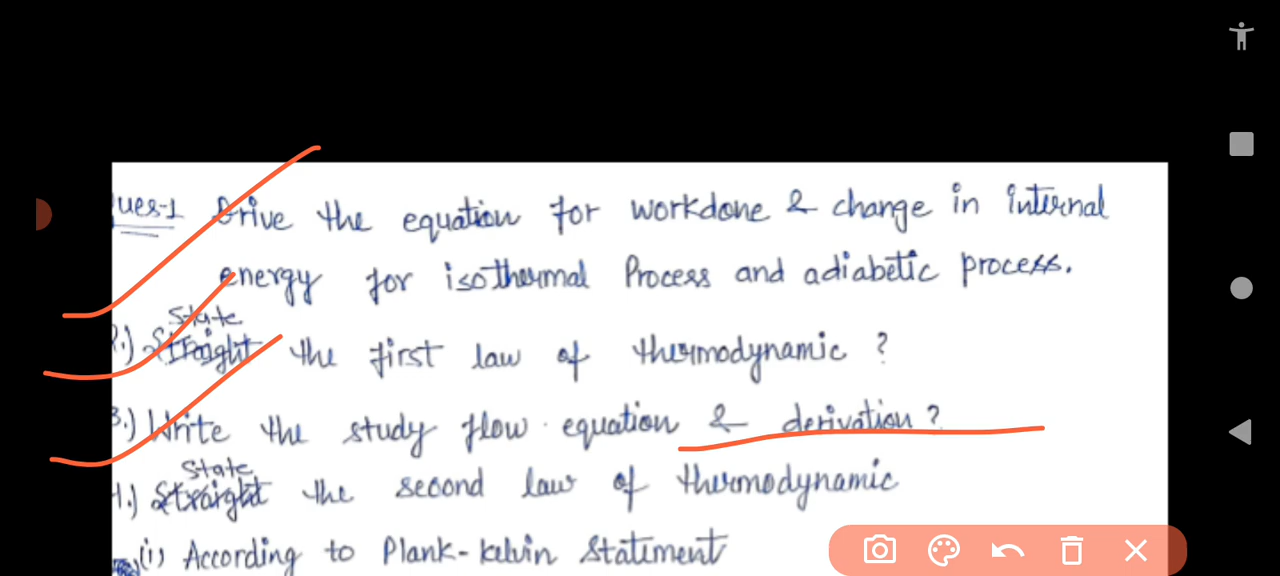 ues-1 Drive the equation for workdone & change in internal
energy for isothermal Process and adiabetic process.
State
2.) Straight the first law of thermodynamic ?
3.) Write the study flow equation & derivation ?
State
4.) Straight the second law of thermodynamic
(i) According to Plank-kelvin Statement